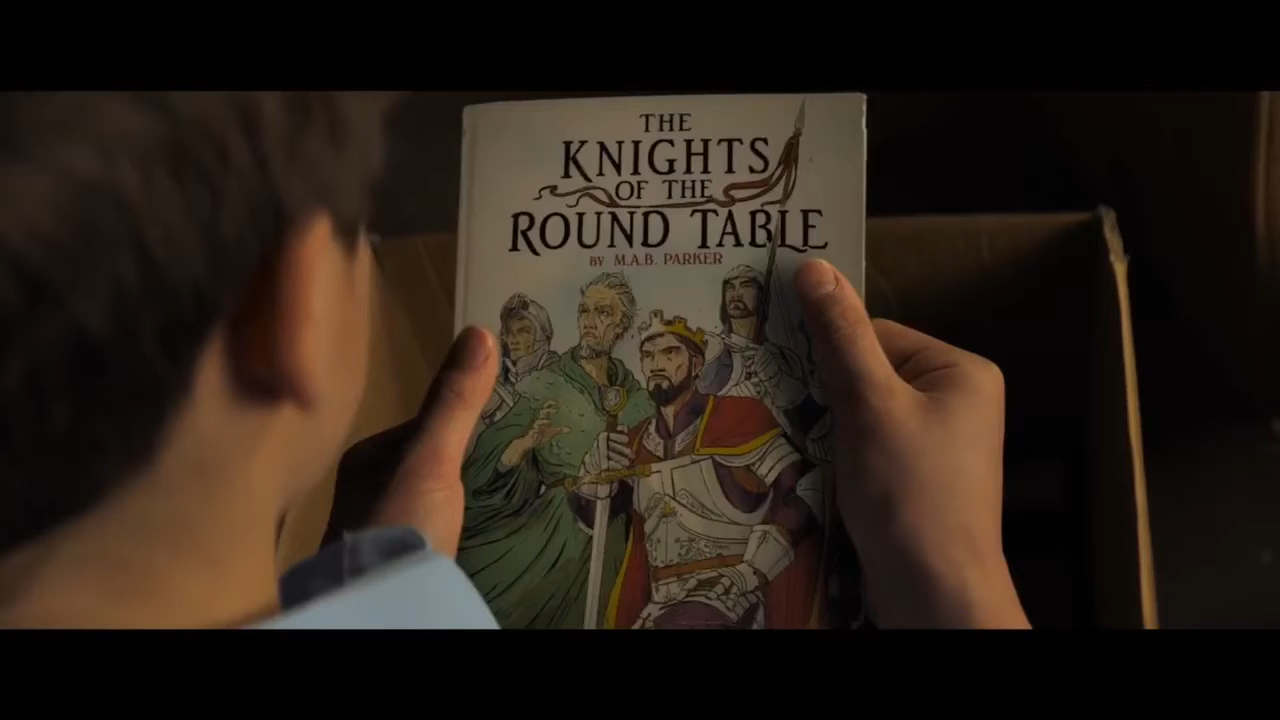 THE
KNIGHTS
OF THE
ROUND TABLE
BY M.A.B. PARKER